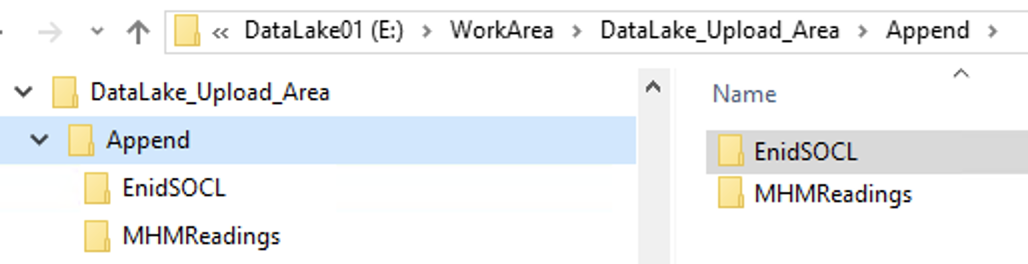 « DataLake01 (E:) > WorkArea > DataLake_Upload_Area > Append >
DataLake_Upload_Area
Append
EnidSOCL
MHMReadings
Name
EnidSOCL
MHMReadings